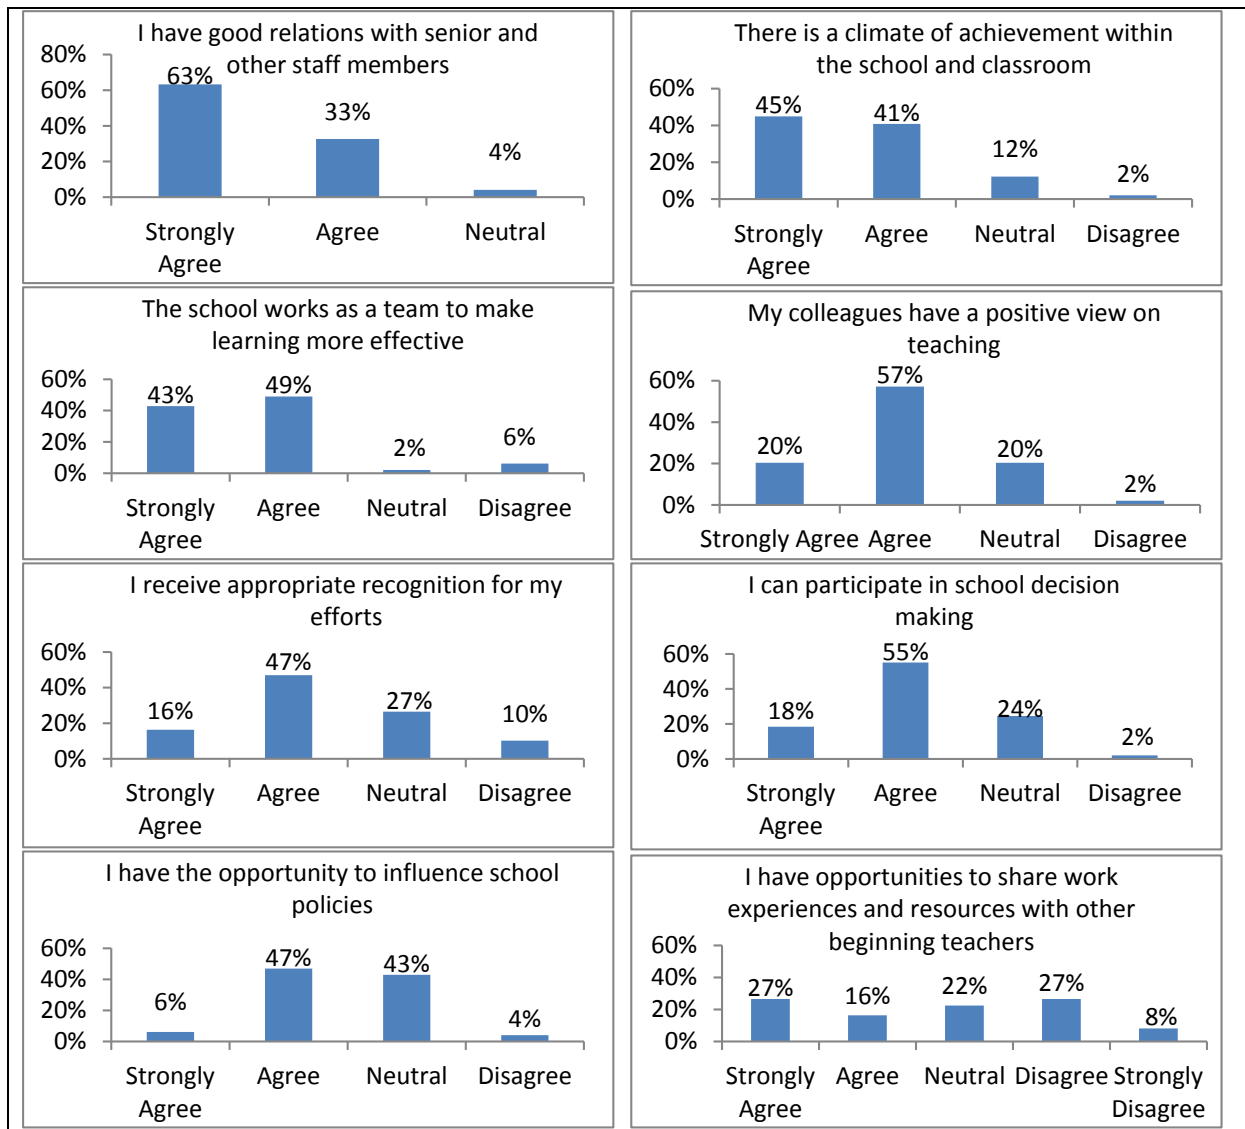 I have good relations with senior and
other staff members
80%
60%
40%
20%
0%
63%
33%
4%
Strongly Agree Neutral
Agree
There is a climate of achievement within
the school and classroom
60%
40%
20%
0%
45%
41%
12%
2%
Strongly Agree Neutral Disagree
Agree
The school works as a team to make
learning more effective
60%
40%
20%
0%
43%
49%
2%
6%
Strongly Agree Neutral Disagree
Agree
My colleagues have a positive view on
teaching
60%
40%
20%
0%
20%
57%
20%
2%
Strongly Agree Agree Neutral Disagree
I receive appropriate recognition for my
efforts
60%
40%
20%
0%
16%
47%
27%
10%
Strongly Agree Neutral Disagree
Agree
I can participate in school decision
making
60%
40%
20%
0%
18%
55%
24%
2%
Strongly Agree Neutral Disagree
Agree
I have the opportunity to influence school
policies
60%
40%
20%
0%
6%
47%
43%
4%
Strongly Agree Neutral Disagree
Agree
I have opportunities to share work
experiences and resources with other
beginning teachers
60%
40%
20%
0%
27%
16%
22%
27%
8%
Strongly Agree Neutral Disagree Strongly
Agree Disagree